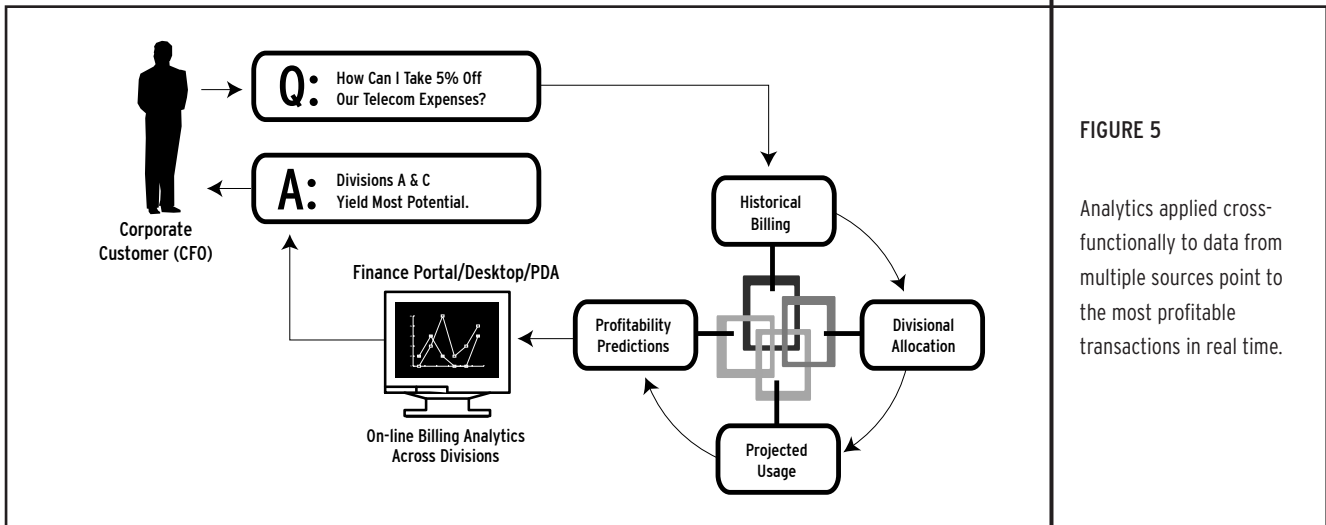 Q: How Can I Take 5% Off
Our Telecom Expenses?
A: Divisions A & C
Yield Most Potential.
Corporate
Customer (CFO)
Historical
Billing
Divisional
Allocation
Projected
Usage
Profitability
Predictions
Finance Portal/Desktop/PDA
On-line Billing Analytics
Across Divisions
FIGURE 5
Analytics applied cross-
functionally to data from
multiple sources point to
the most profitable
transactions in real time.